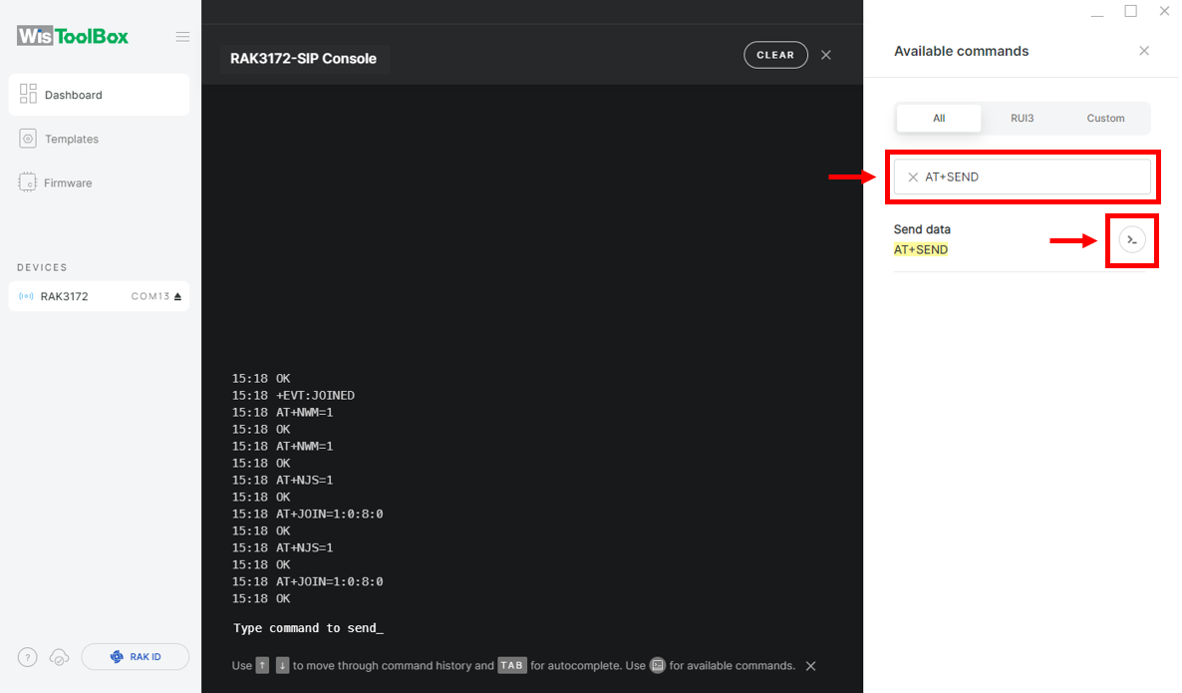 WisToolBox
Dashboard
Templates
Firmware
DEVICES
RAK3172 COM13
RAK ID
RAK3172-SIP Console
CLEAR
15:18 OK
15:18 +EVT:JOINED
15:18 AT+NWM=1
15:18 OK
15:18 AT+NWM=1
15:18 OK
15:18 AT+NJS=1
15:18 OK
15:18 AT+JOIN=1:0:8:0
15:18 OK
15:18 AT+NJS=1
15:18 OK
15:18 AT+JOIN=1:0:8:0
15:18 OK
Type command to send_
Use ↑ ↓ to move through command history and TAB for autocomplete. Use for available commands.
Available commands
All RUI3 Custom
AT+SEND
Send data
AT+SEND